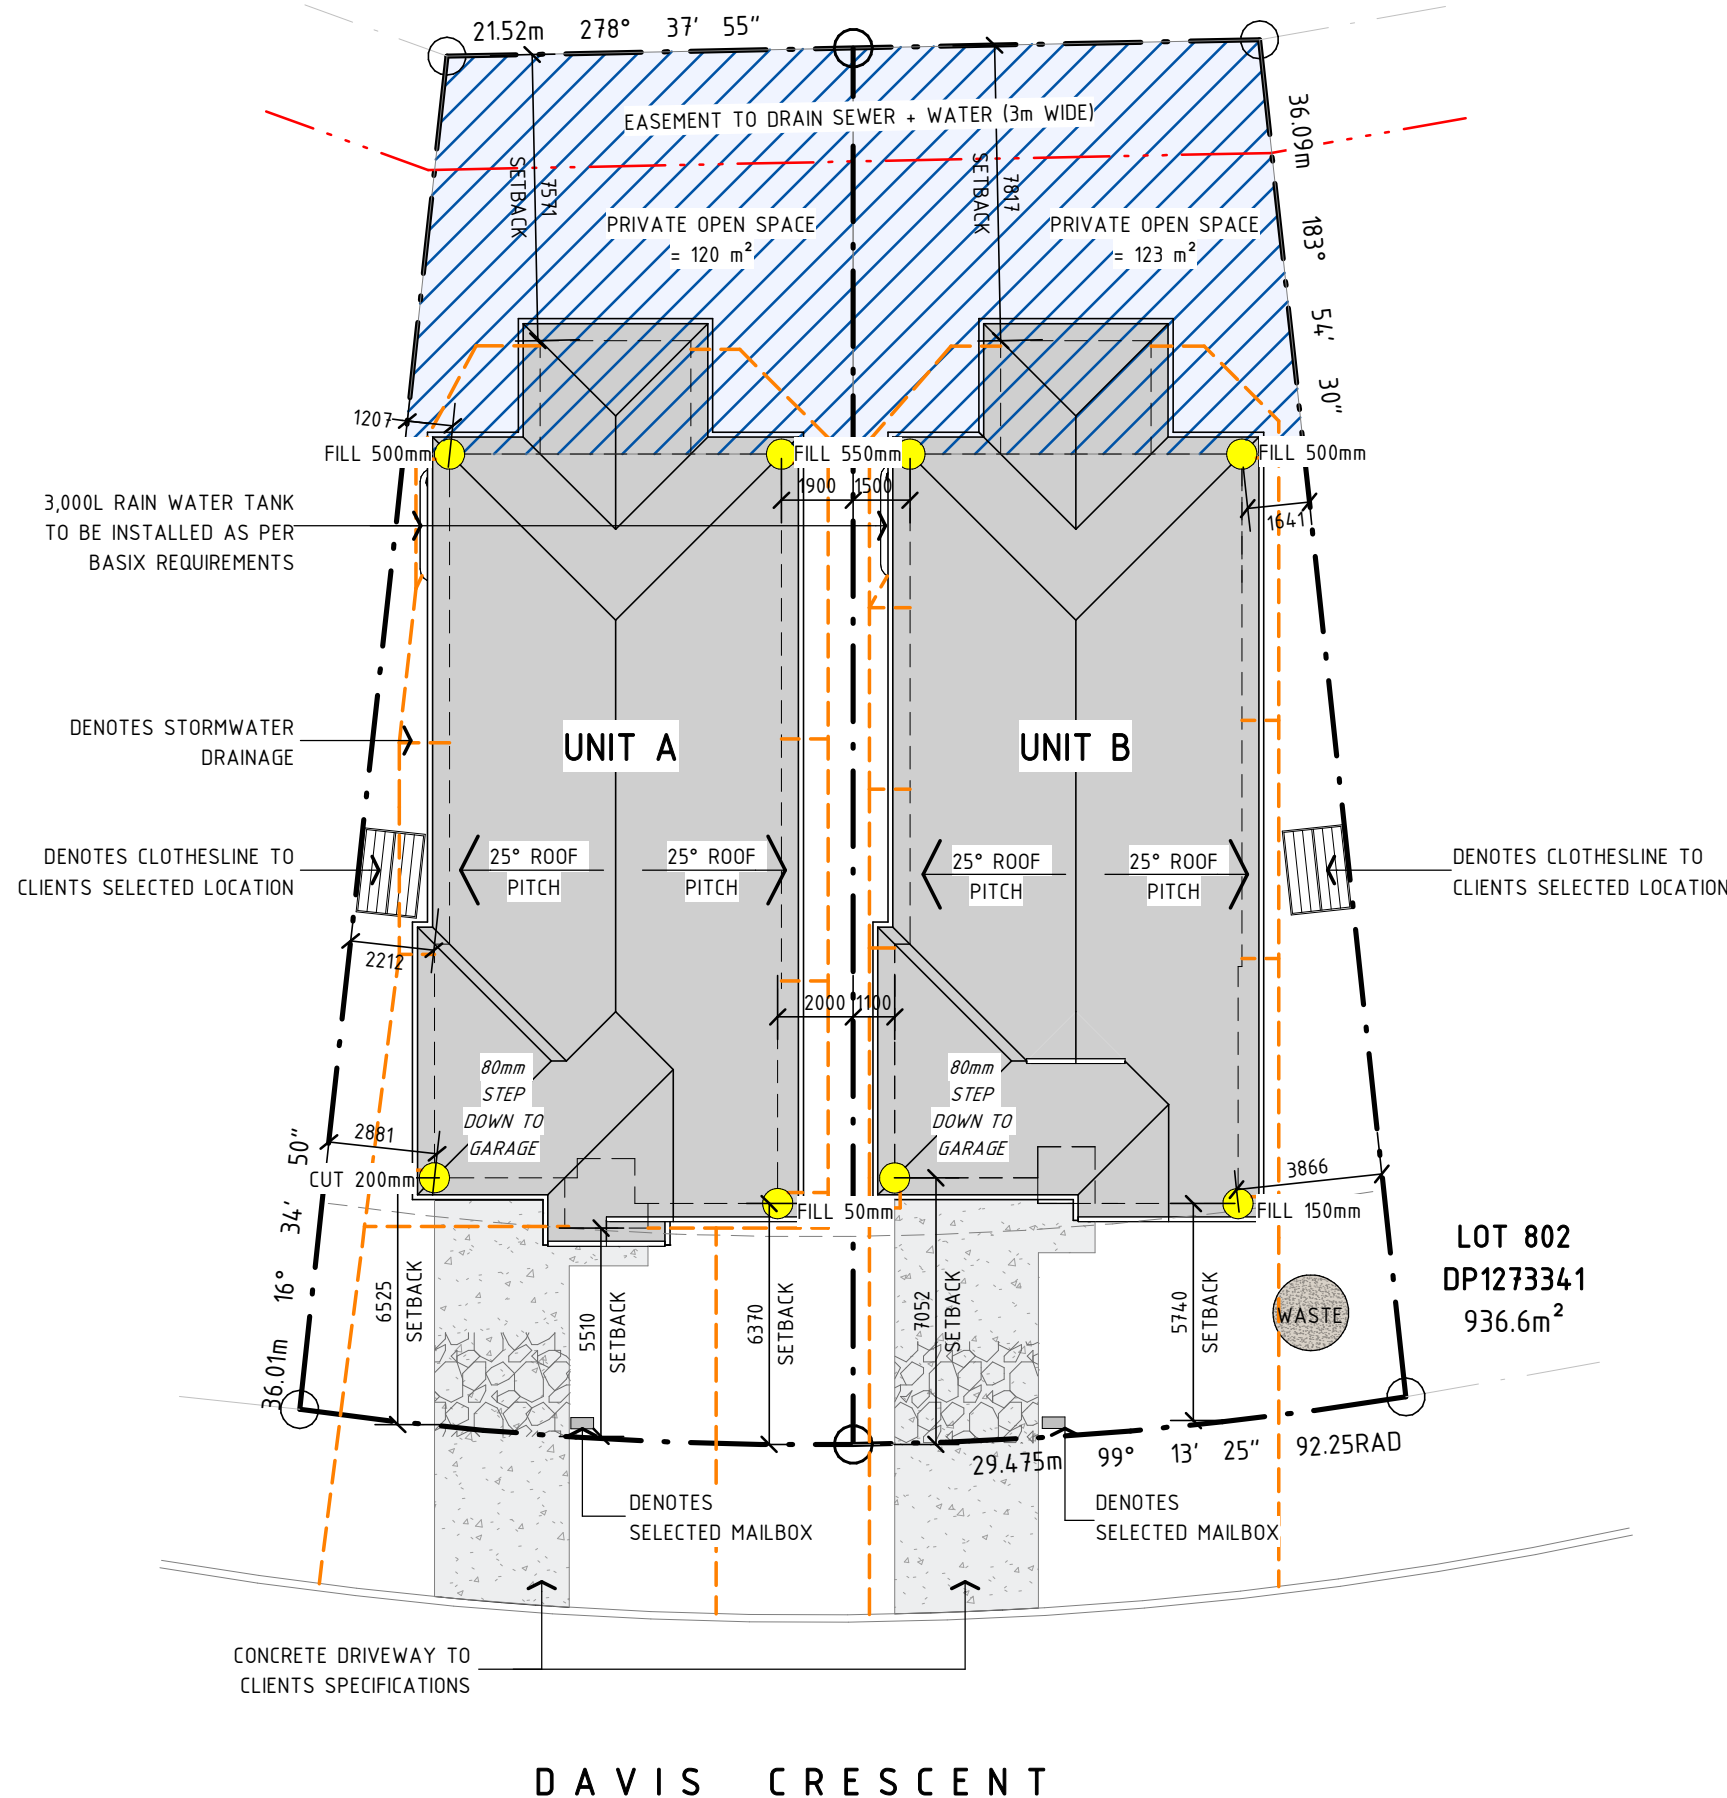 21.52m 278° 37' 55"
EASEMENT TO DRAIN SEWER + WATER (3m WIDE)
36.09m 183° 54' 30"
7571
SETBACK
7817
SETBACK
PRIVATE OPEN SPACE
= 120 m²
PRIVATE OPEN SPACE
= 123 m²
1207
FILL 500mm
FILL 550mm
FILL 500mm
1900
1500
1641
3,000L RAIN WATER TANK
TO BE INSTALLED AS PER
BASIX REQUIREMENTS
DENOTES STORMWATER
DRAINAGE
UNIT A
UNIT B
DENOTES CLOTHESLINE TO
CLIENTS SELECTED LOCATION
25° ROOF
PITCH
25° ROOF
PITCH
25° ROOF
PITCH
25° ROOF
PITCH
DENOTES CLOTHESLINE TO
CLIENTS SELECTED LOCATION
2212
2000
1100
80mm
STEP
DOWN TO
GARAGE
80mm
STEP
DOWN TO
GARAGE
2881
3866
CUT 200mm
FILL 50mm
FILL 150mm
36.01m 16° 34' 50"
6525
SETBACK
5510
SETBACK
6370
SETBACK
7052
SETBACK
5740
SETBACK
WASTE
LOT 802
DP1273341
936.6m²
29.475m 99° 13' 25" 92.25RAD
DENOTES
SELECTED MAILBOX
DENOTES
SELECTED MAILBOX
CONCRETE DRIVEWAY TO
CLIENTS SPECIFICATIONS
DAVIS CRESCENT